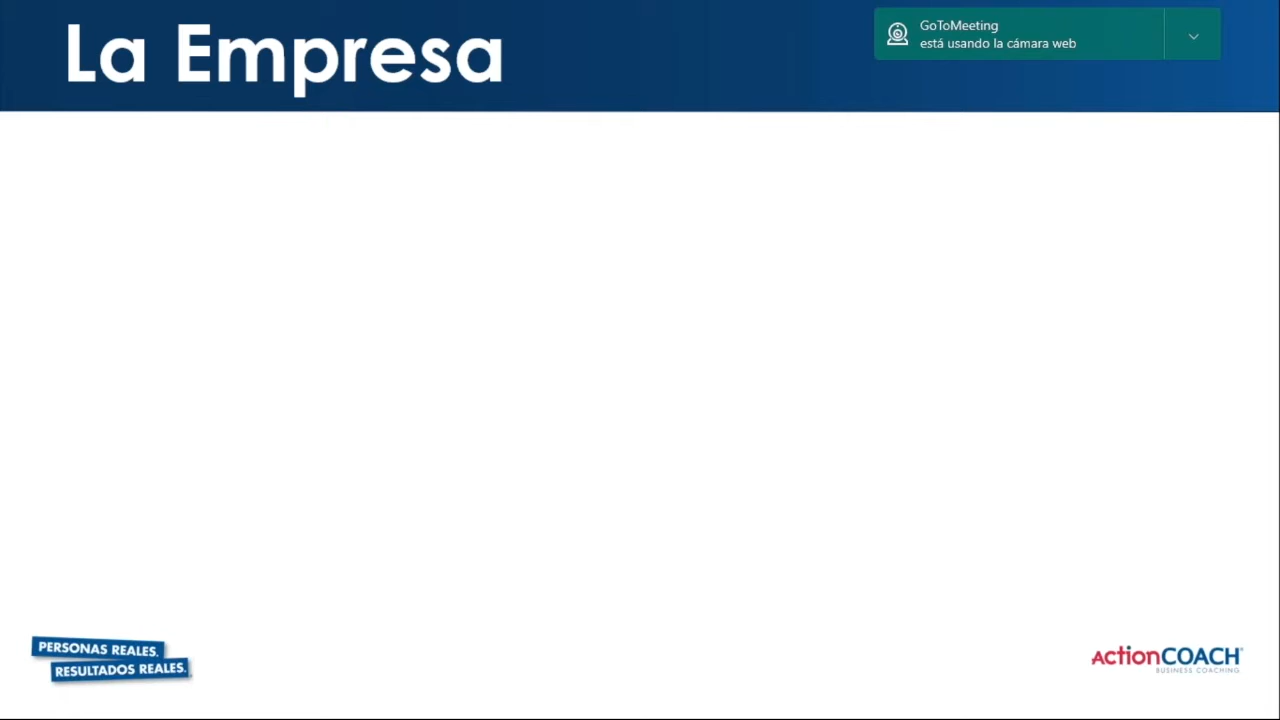 La Empresa
GoToMeeting
está usando la cámara web
PERSONAS REALES.
RESULTADOS REALES.
ActionCOACH®
BUSINESS COACHING